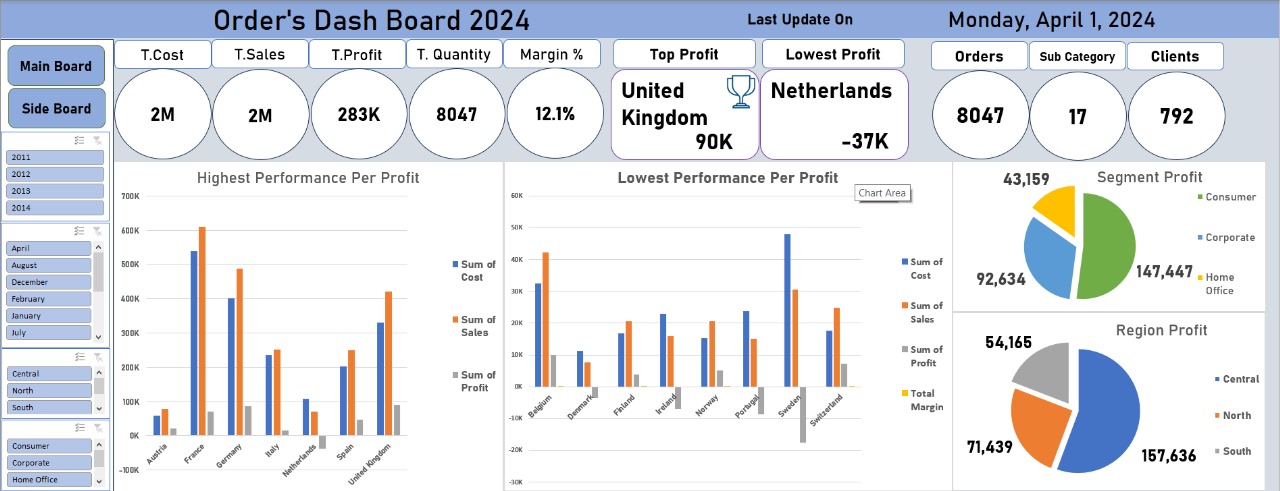 Order's Dash Board 2024
Last Update On
Monday, April 1, 2024
Main Board
Side Board
T.Cost
2M
T.Sales
2M
T.Profit
283K
T. Quantity
8047
Margin %
12.1%
Top Profit
United
Kingdom
90K
Lowest Profit
Netherlands
-37K
Orders
8047
Sub Category
17
Clients
792
2011
2012
2013
2014
April
August
December
February
January
July
Central
North
South
Consumer
Corporate
Home Office
Highest Performance Per Profit
700K
600K
500K
400K
300K
200K
100K
0K
-100K
Austria
France
Germany
Italy
Netherlands
Spain
United Kingdom
Sum of
Cost
Sum of
Sales
Sum of
Profit
Lowest Performance Per Profit
Chart Area
60K
50K
40K
30K
20K
10K
0K
-10K
-20K
-30K
Belgium
Denmark
Finland
Ireland
Norway
Portugal
Sweden
Switzerland
Sum of
Cost
Sum of
Sales
Sum of
Profit
Total
Margin
Segment Profit
43,159
92,634
147,447
Consumer
Corporate
Home
Office
Region Profit
54,165
71,439
157,636
Central
North
South